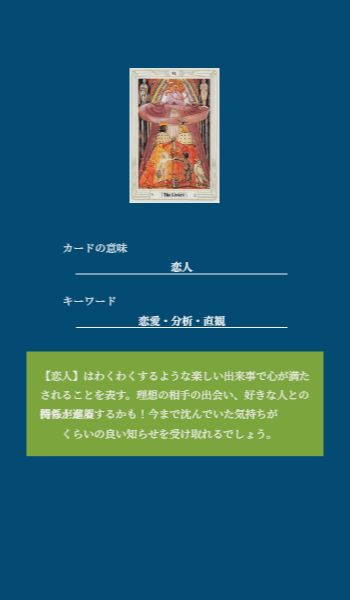 VI
The Lovers
カードの意味
恋人
キーワード
恋愛・分析・直観
【恋人】はわくわくするような楽しい出来事で心が満た
されることを表す。理想の相手の出会い、好きな人との
するかも！今まで沈んでいた気持ちが
くらいの良い知らせを受け取れるでしょう。